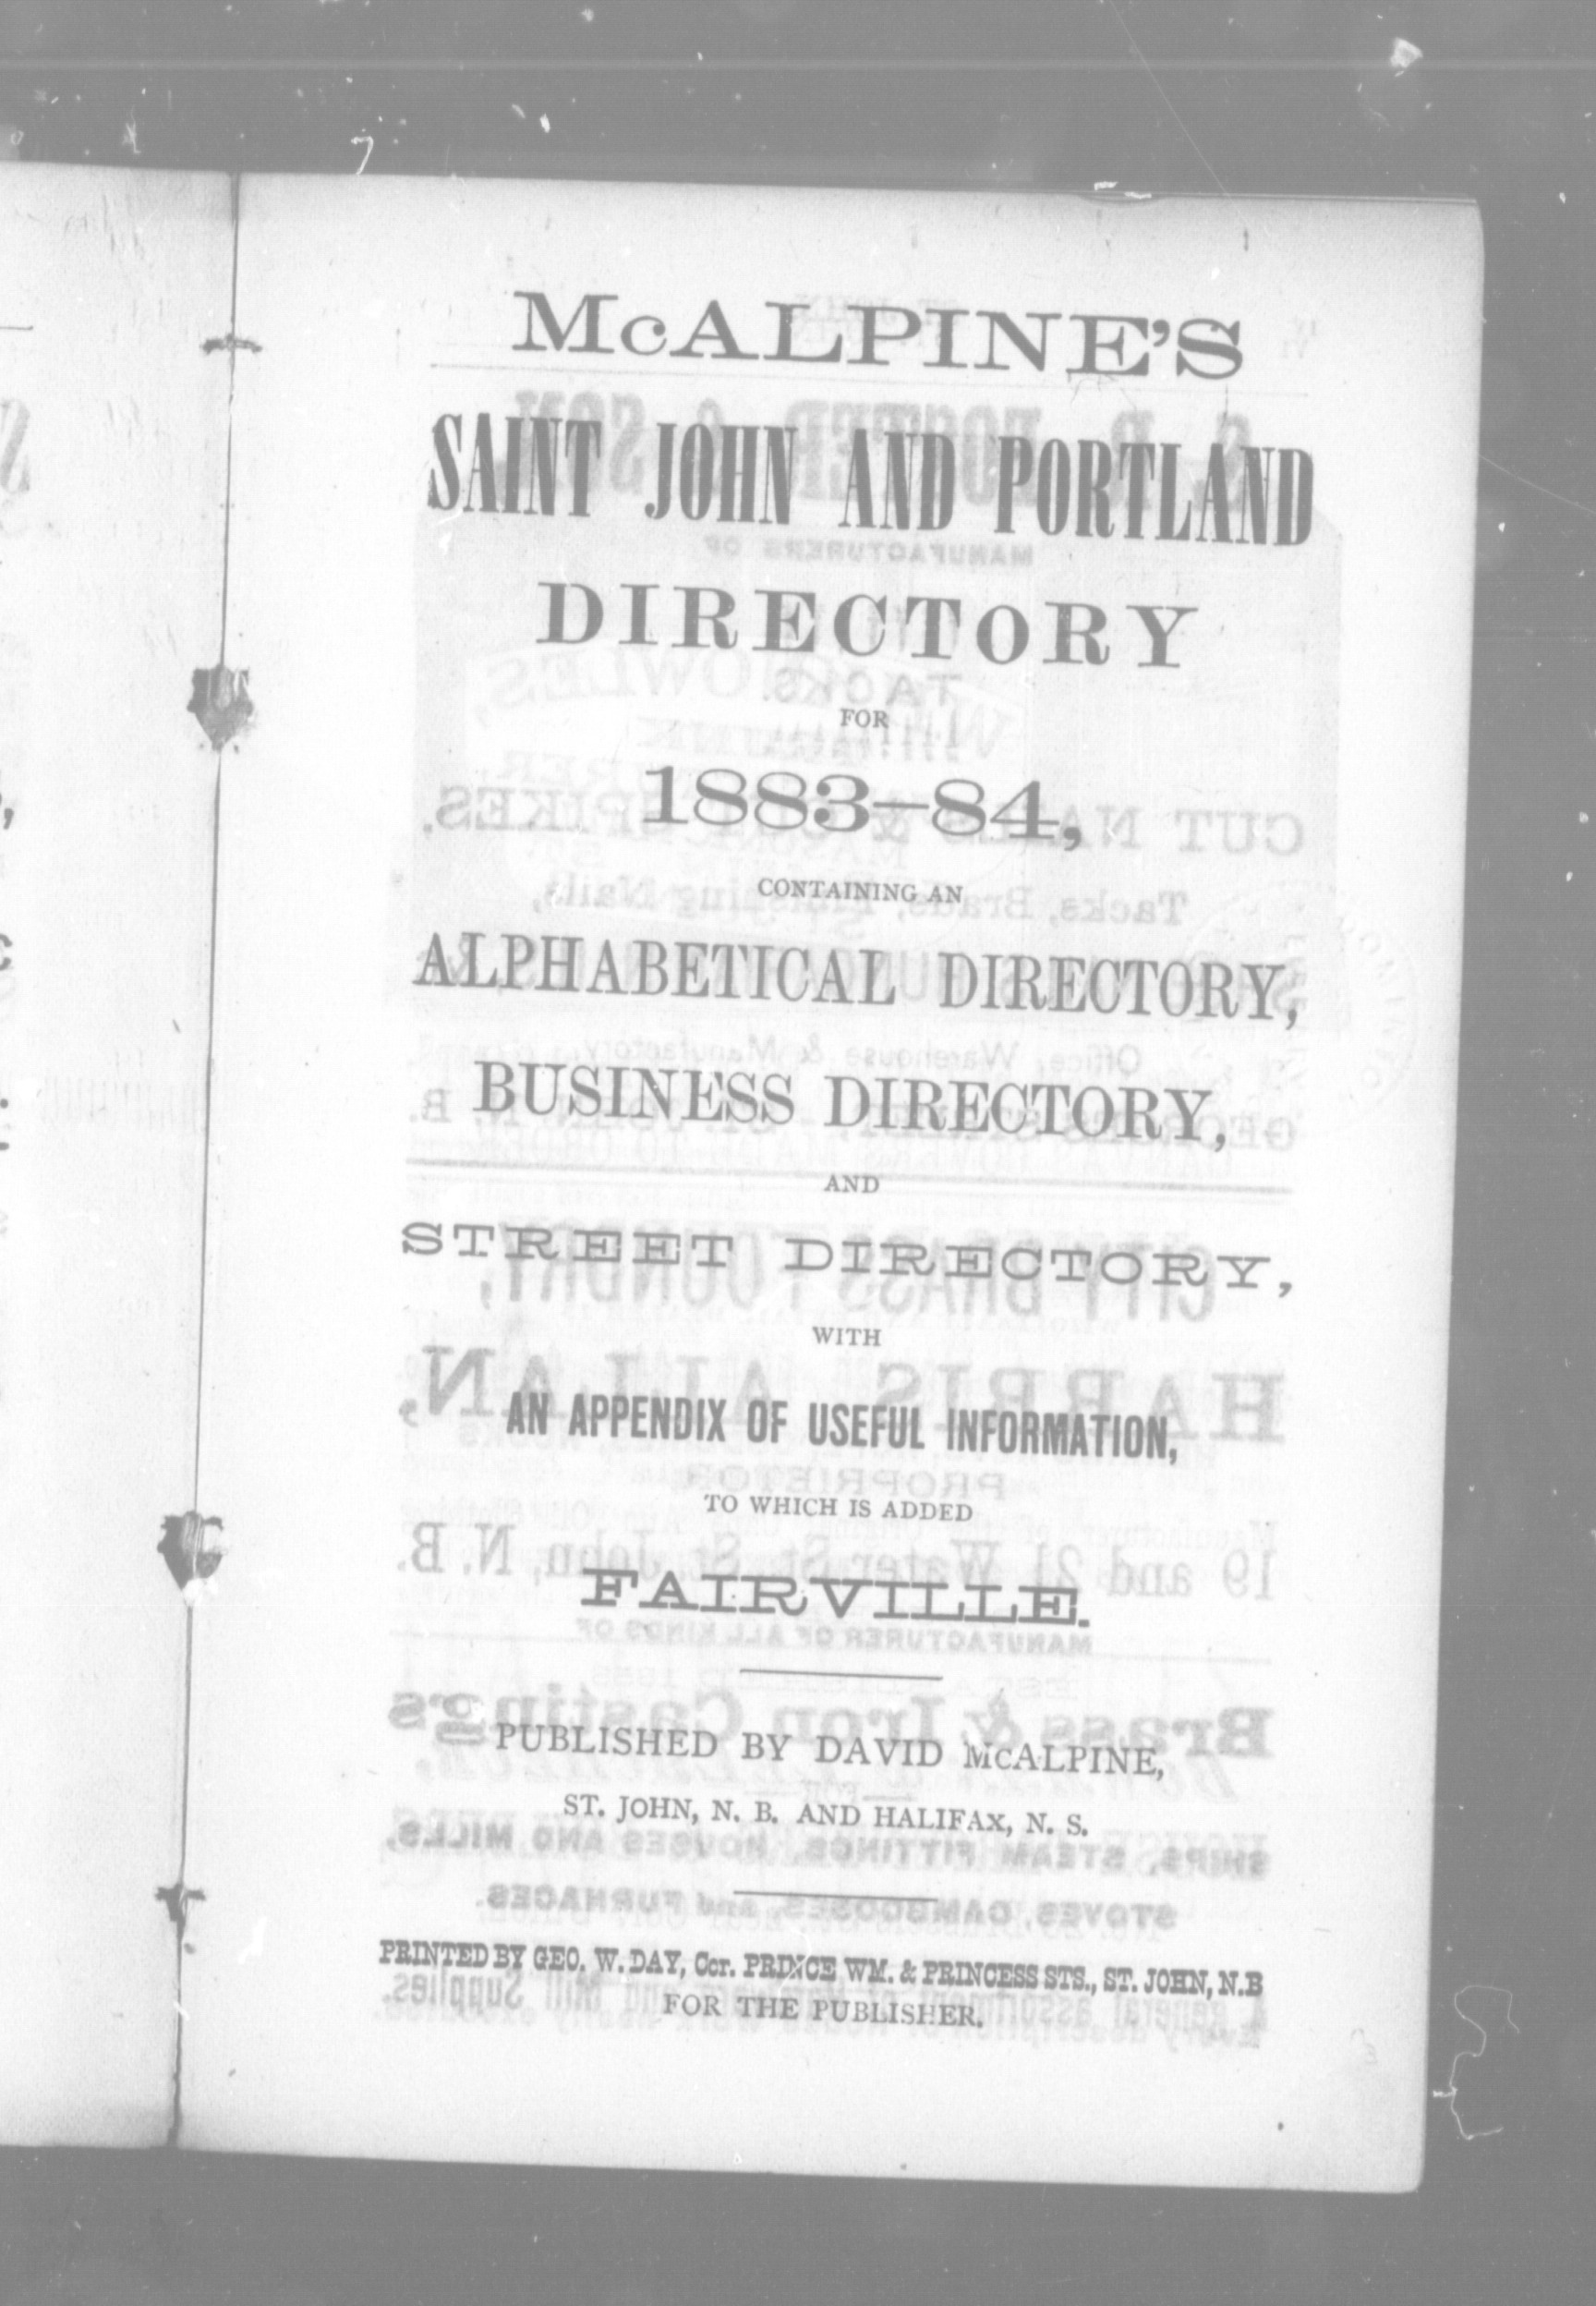 McALPINE'S
SAINT JOHN AND PORTLAND
DIRECTORY
FOR
1883–84,
CONTAINING AN
ALPHABETICAL DIRECTORY,
BUSINESS DIRECTORY,
AND
STREET DIRECTORY,
WITH
AN APPENDIX OF USEFUL INFORMATION,
TO WHICH IS ADDED
FAIRVILLE.
PUBLISHED BY DAVID McALPINE,
ST. JOHN, N. B. AND HALIFAX, N. S.
PRINTED BY GEO. W. DAY, Cor. PRINCE WM. & PRINCESS STS., ST. JOHN, N.B
FOR THE PUBLISHER.